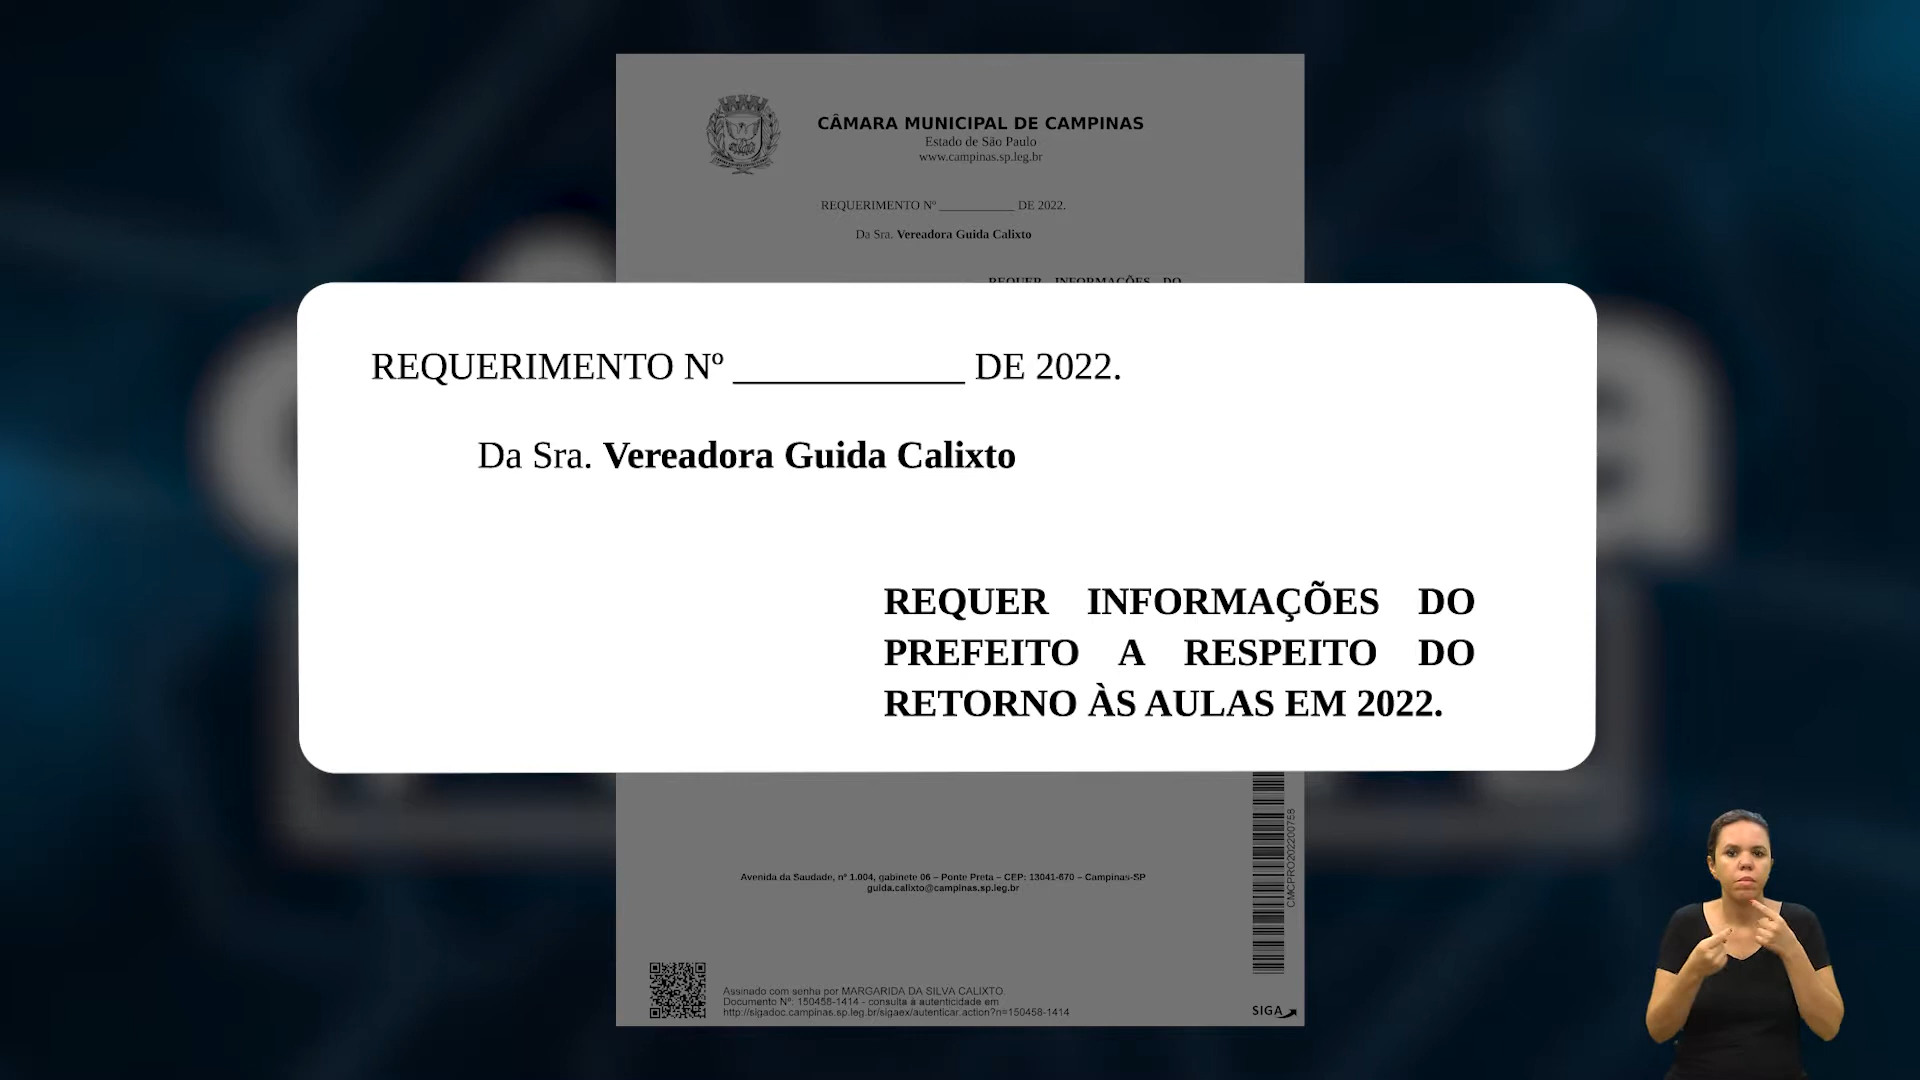 CÂMARA MUNICIPAL DE CAMPINAS
Estado de São Paulo
www.campinas.sp.leg.br
REQUERIMENTO Nº ____________ DE 2022.
Da Sra. Vereadora Guida Calixto
REQUER INFORMAÇÕES DO
REQUERIMENTO Nº ____________ DE 2022.
Da Sra. Vereadora Guida Calixto
REQUER INFORMAÇÕES DO
PREFEITO A RESPEITO DO
RETORNO ÀS AULAS EM 2022.
CMCPRO202200758
Avenida da Saudade, nº 1.004, gabinete 06 – Ponte Preta – CEP: 13041-670 – Campinas-SP
guida.calixto@campinas.sp.leg.br
Assinado com senha por MARGARIDA DA SILVA CALIXTO.
Documento Nº: 150458-1414 - consulta à autenticidade em
http://sigadoc.campinas.sp.leg.br/sigaex/autenticar.action?n=150458-1414
SIGA